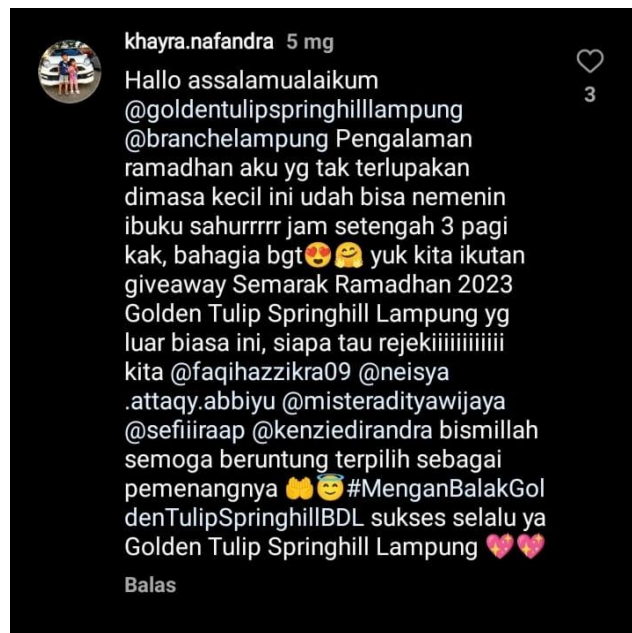 khayra.nafandra 5 mg
Hallo assalamualaikum
@goldentulipspringhilllampung
@branchelampung Pengalaman
ramadhan aku yg tak terlupakan
dimasa kecil ini udah bisa nemenin
ibuku sahurrrrr jam setengah 3 pagi
kak, bahagia bgt😍🤗 yuk kita ikutan
giveaway Semarak Ramadhan 2023
Golden Tulip Springhill Lampung yg
luar biasa ini, siapa tau rejekiiiiiiiiiiiii
kita @faqihazzikra09 @neisya
.attaqy.abbiyu @misteradityawijaya
@sefiiiraap @kenziedirandra bismillah
semoga beruntung terpilih sebagai
pemenangnya 🤲😇#MenganBalakGol
denTulipSpringhillBDL sukses selalu ya
Golden Tulip Springhill Lampung 💖💖
Balas
3